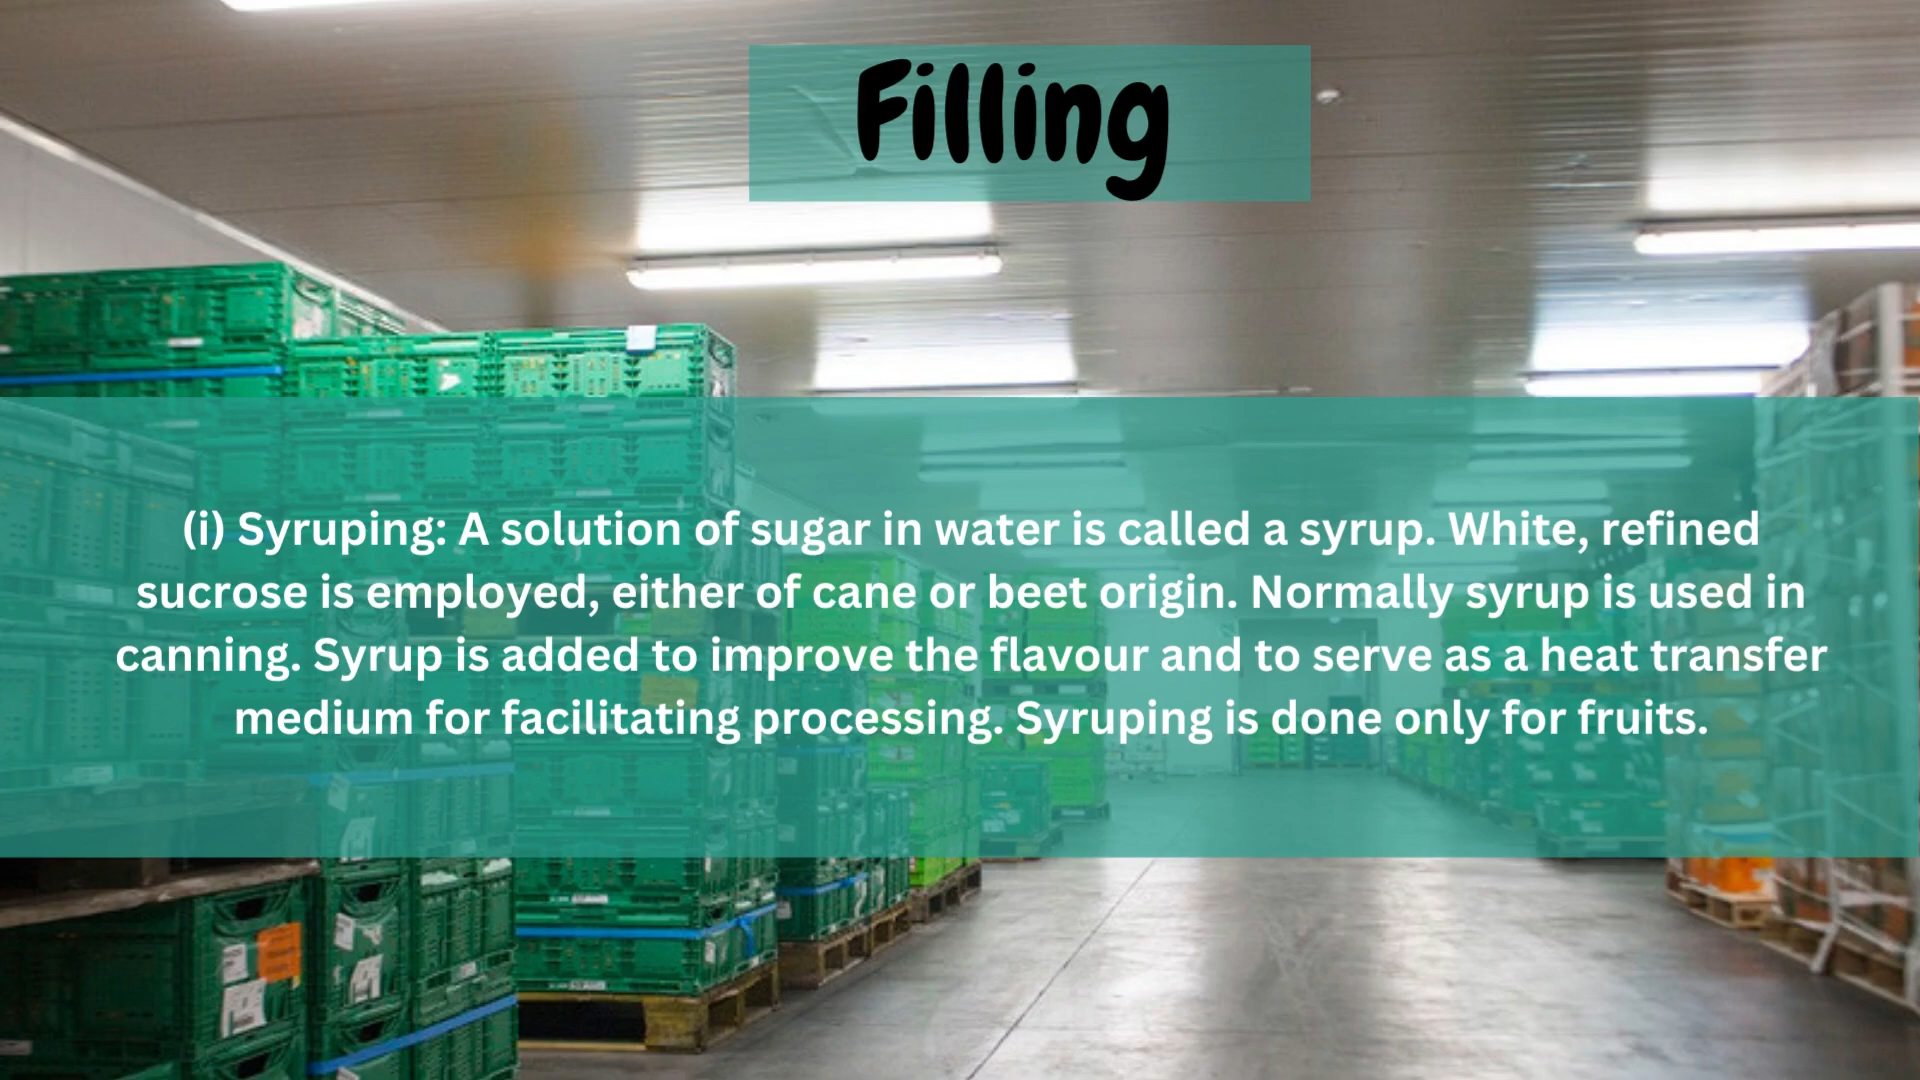 Filling
(i) Syruping: A solution of sugar in water is called a syrup. White, refined
sucrose is employed, either of cane or beet origin. Normally syrup is used in
canning. Syrup is added to improve the flavour and to serve as a heat transfer
medium for facilitating processing. Syruping is done only for fruits.